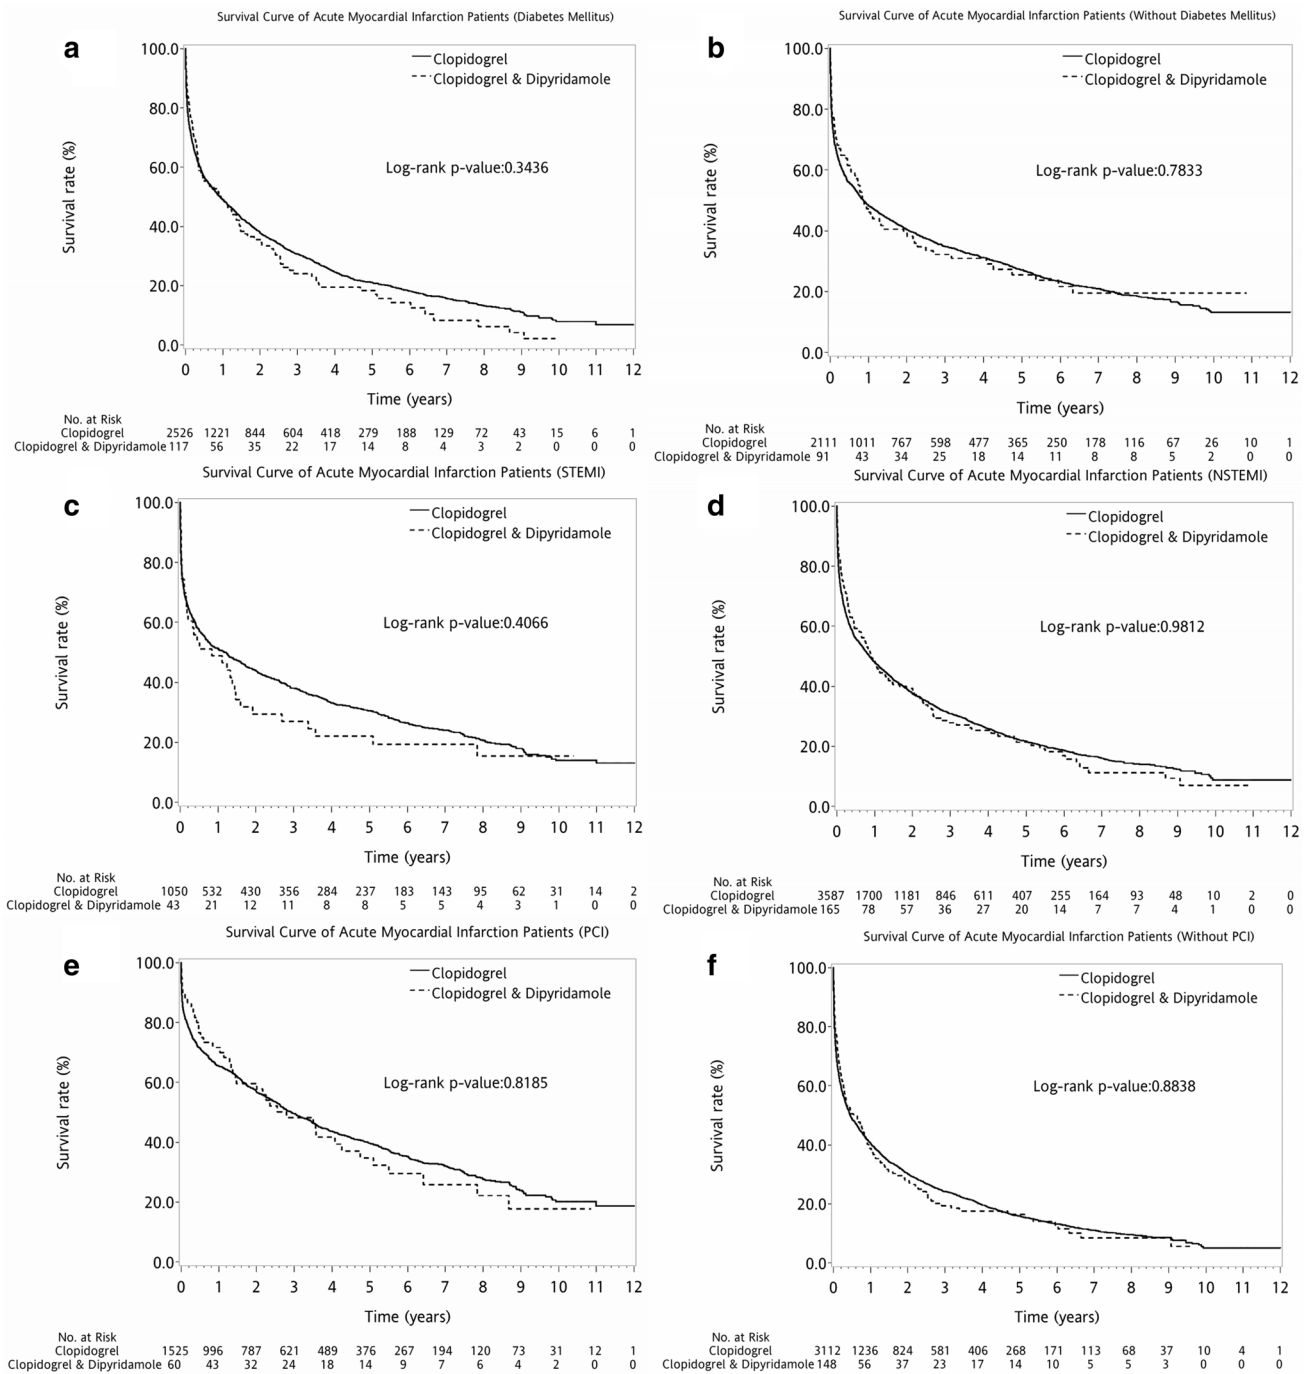 Survival Curve of Acute Myocardial Infarction Patients (Diabetes Mellitus)
a
100.0
80.0
60.0
40.0
20.0
0.0
Survival rate (%)
Clopidogrel
Clopidogrel & Dipyridamole
Log-rank p-value:0.3436
0 1 2 3 4 5 6 7 8 9 10 11 12
Time (years)
No. at Risk
Clopidogrel 2526 1221 844 604 418 279 188 129 72 43 15 6 1
Clopidogrel & Dipyridamole 117 56 35 22 17 14 8 4 3 2 0 0 0
Survival Curve of Acute Myocardial Infarction Patients (Without Diabetes Mellitus)
b
100.0
80.0
60.0
40.0
20.0
0.0
Survival rate (%)
Clopidogrel
Clopidogrel & Dipyridamole
Log-rank p-value:0.7833
0 1 2 3 4 5 6 7 8 9 10 11 12
Time (years)
No. at Risk
Clopidogrel 2111 1011 767 598 477 365 250 178 116 67 26 10 1
Clopidogrel & Dipyridamole 91 43 34 25 18 14 11 8 8 5 2 0 0
Survival Curve of Acute Myocardial Infarction Patients (STEMI)
c
100.0
80.0
60.0
40.0
20.0
0.0
Survival rate (%)
Clopidogrel
Clopidogrel & Dipyridamole
Log-rank p-value:0.4066
0 1 2 3 4 5 6 7 8 9 10 11 12
Time (years)
No. at Risk
Clopidogrel 1050 532 430 356 284 237 183 143 95 62 31 14 2
Clopidogrel & Dipyridamole 43 21 12 11 8 8 5 5 4 3 1 0 0
Survival Curve of Acute Myocardial Infarction Patients (NSTEMI)
d
100.0
80.0
60.0
40.0
20.0
0.0
Survival rate (%)
Clopidogrel
Clopidogrel & Dipyridamole
Log-rank p-value:0.9812
0 1 2 3 4 5 6 7 8 9 10 11 12
Time (years)
No. at Risk
Clopidogrel 3587 1700 1181 846 611 407 255 164 93 48 10 2 0
Clopidogrel & Dipyridamole 165 78 57 36 27 20 14 7 7 4 1 0 0
Survival Curve of Acute Myocardial Infarction Patients (PCI)
e
100.0
80.0
60.0
40.0
20.0
0.0
Survival rate (%)
Clopidogrel
Clopidogrel & Dipyridamole
Log-rank p-value:0.8185
0 1 2 3 4 5 6 7 8 9 10 11 12
Time (years)
No. at Risk
Clopidogrel 1525 996 787 621 489 376 267 194 120 73 31 12 1
Clopidogrel & Dipyridamole 60 43 32 24 18 14 9 7 6 4 2 0 0
Survival Curve of Acute Myocardial Infarction Patients (Without PCI)
f
100.0
80.0
60.0
40.0
20.0
0.0
Survival rate (%)
Clopidogrel
Clopidogrel & Dipyridamole
Log-rank p-value:0.8838
0 1 2 3 4 5 6 7 8 9 10 11 12
Time (years)
No. at Risk
Clopidogrel 3112 1236 824 581 406 268 171 113 68 37 10 4 1
Clopidogrel & Dipyridamole 148 56 37 23 17 14 10 5 5 3 0 0 0